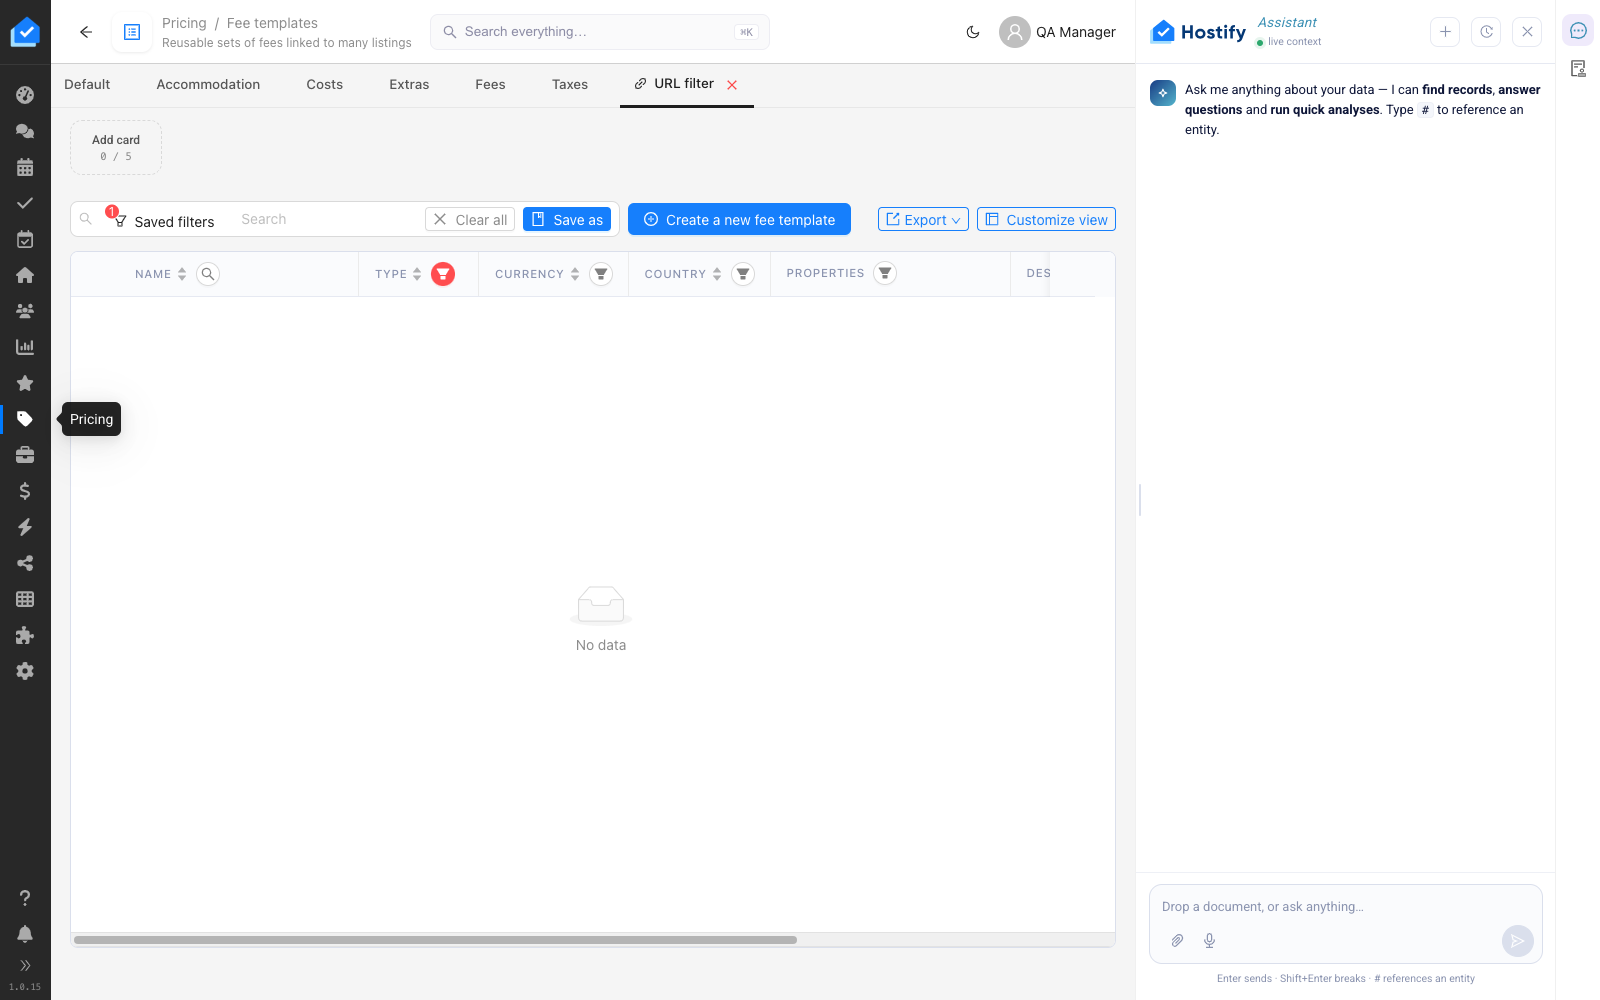 Pricing / Fee templates
Reusable sets of fees linked to many listings
Search everything...
⌘K
QA Manager
Hostify
Assistant
live context
Default
Accommodation
Costs
Extras
Fees
Taxes
URL filter
Add card
0 / 5
1
Saved filters
Search
Clear all
Save as
Create a new fee template
Export
Customize view
NAME
TYPE
CURRENCY
COUNTRY
PROPERTIES
DES
No data
Pricing
1.0.15
Ask me anything about your data — I can find records, answer
questions and run quick analyses. Type # to reference an
entity.
Drop a document, or ask anything…
Enter sends · Shift+Enter breaks · # references an entity